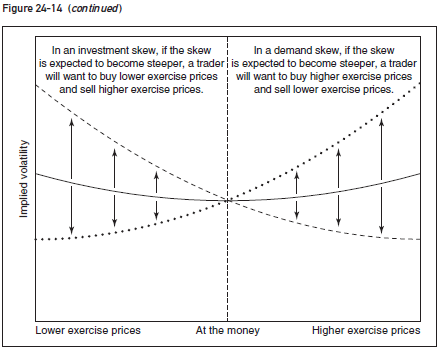 Figure 24-14 (continued)
In an investment skew, if the skew
is expected to become steeper, a trader
will want to buy lower exercise prices
and sell higher exercise prices.
In a demand skew, if the skew
is expected to become steeper, a trader
will want to buy higher exercise prices
and sell lower exercise prices.
Implied volatility
Lower exercise prices
At the money
Higher exercise prices